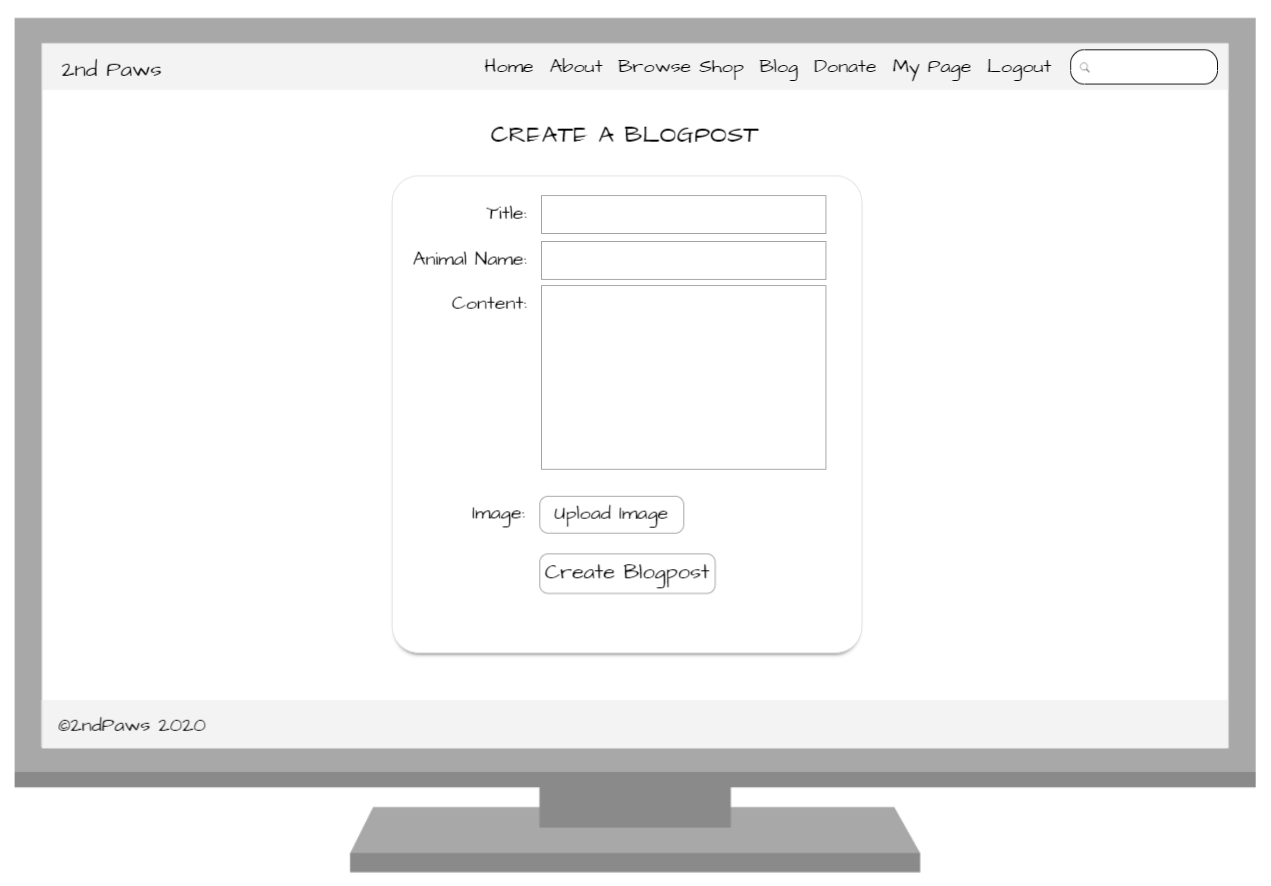 2nd Paws Home About Browse Shop Blog Donate My Page Logout
CREATE A BLOGPOST
Title:
Animal Name:
Content:
Image: Upload Image
Create Blogpost
©2ndPaws 2020